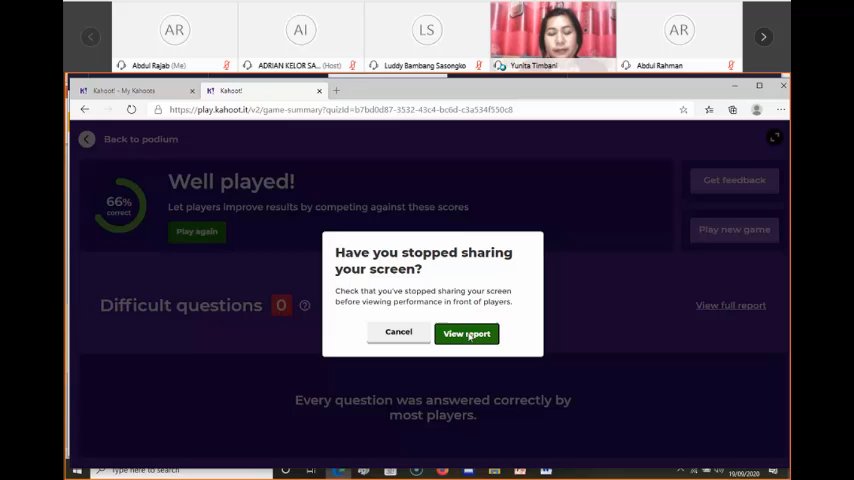 AR
AI
LS
AR
Abdul Rajab (Me)
ADRIAN KELOR SA... (Host)
Luddy Bambang Sasongko
Yunita Timbani
Abdul Rahman
Kahoot! - My Kahoots
Kahoot!
https://play.kahoot.it/v2/game-summary?quizId=b7bd0d87-3532-43c4-bc6d-c3a534f550c8
Back to podium
66%
correct
Well played!
Let players improve results by competing against these scores
Play again
Get feedback
Play new game
Have you stopped sharing
your screen?
Check that you've stopped sharing your screen
before viewing performance in front of players.
Cancel
View report
Difficult questions 0
View full report
Every question was answered correctly by
most players.
Type here to search
19/09/2020